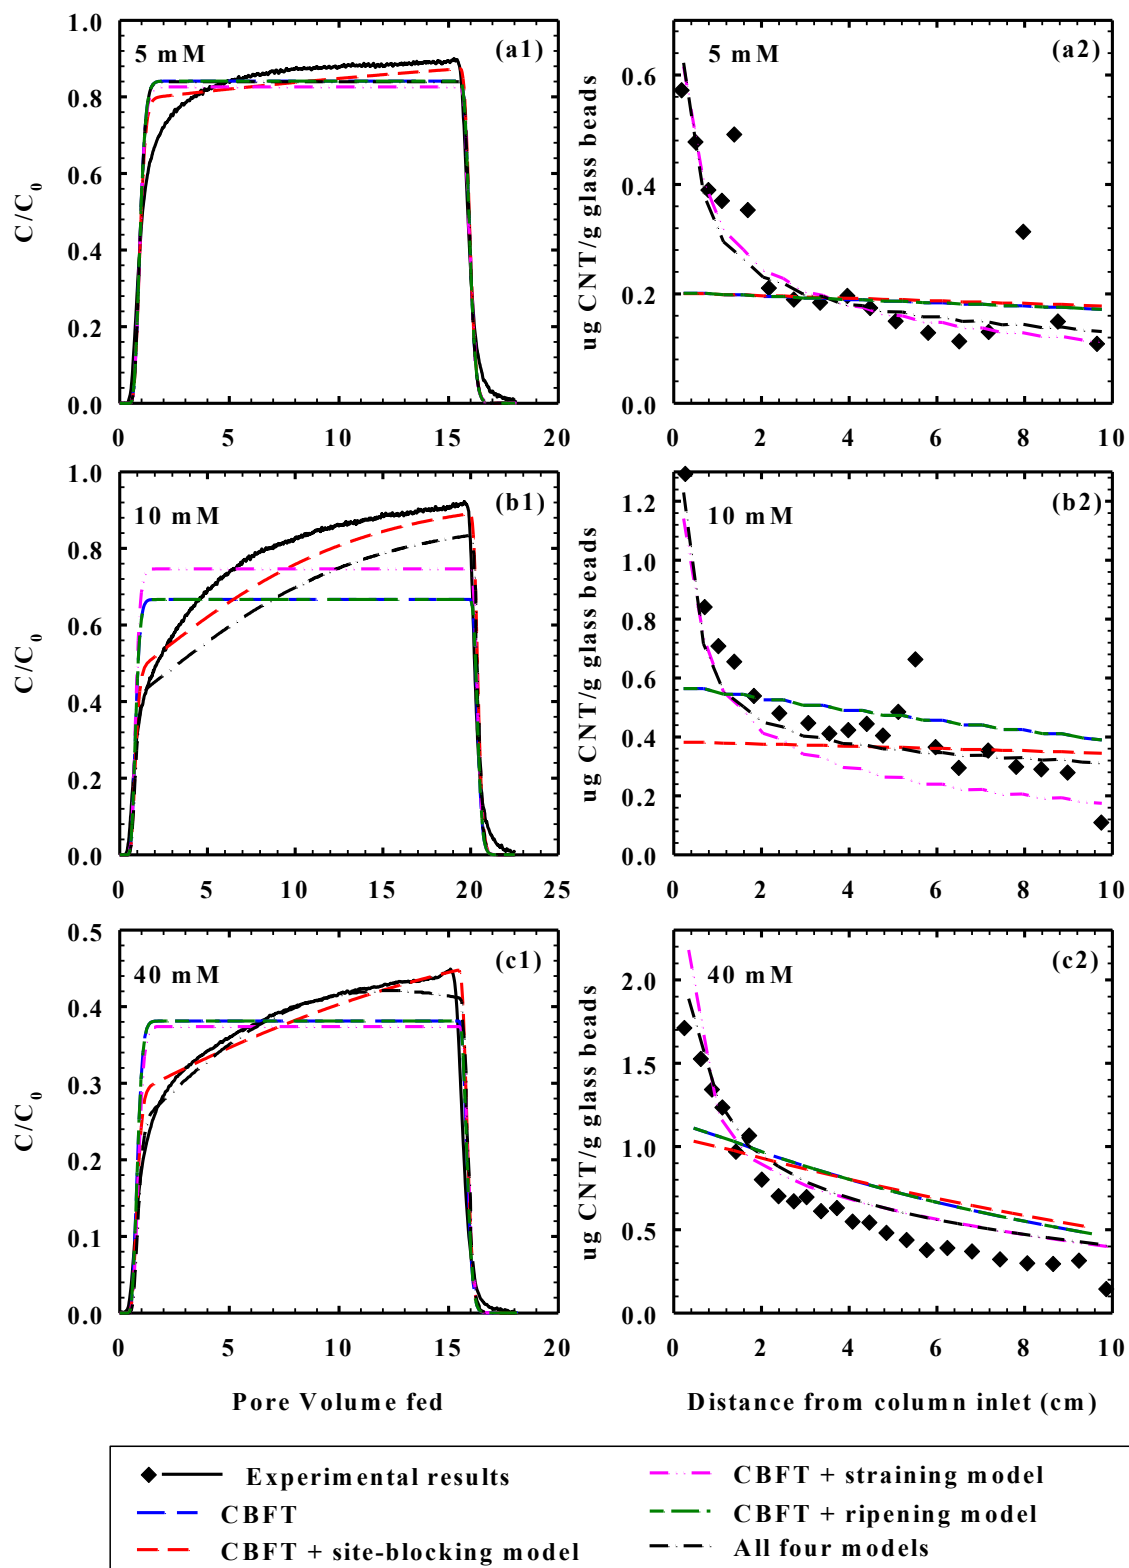 1.0
0.8
0.6
0.4
0.2
0.0
C/C0
5 mM
(a1)
0 5 10 15 20
0.6
0.4
0.2
0.0
ug CNT/g glass beads
5 mM
(a2)
0 2 4 6 8 10
1.0
0.8
0.6
0.4
0.2
0.0
C/C0
10 mM
(b1)
0 5 10 15 20 25
1.2
1.0
0.8
0.6
0.4
0.2
0.0
ug CNT/g glass beads
10 mM
(b2)
0 2 4 6 8 10
0.5
0.4
0.3
0.2
0.1
0.0
C/C0
40 mM
(c1)
0 5 10 15 20
Pore Volume fed
2.0
1.5
1.0
0.5
0.0
ug CNT/g glass beads
40 mM
(c2)
0 2 4 6 8 10
Distance from column inlet (cm)
Experimental results
CBFT
CBFT + site-blocking model
CBFT + straining model
CBFT + ripening model
All four models